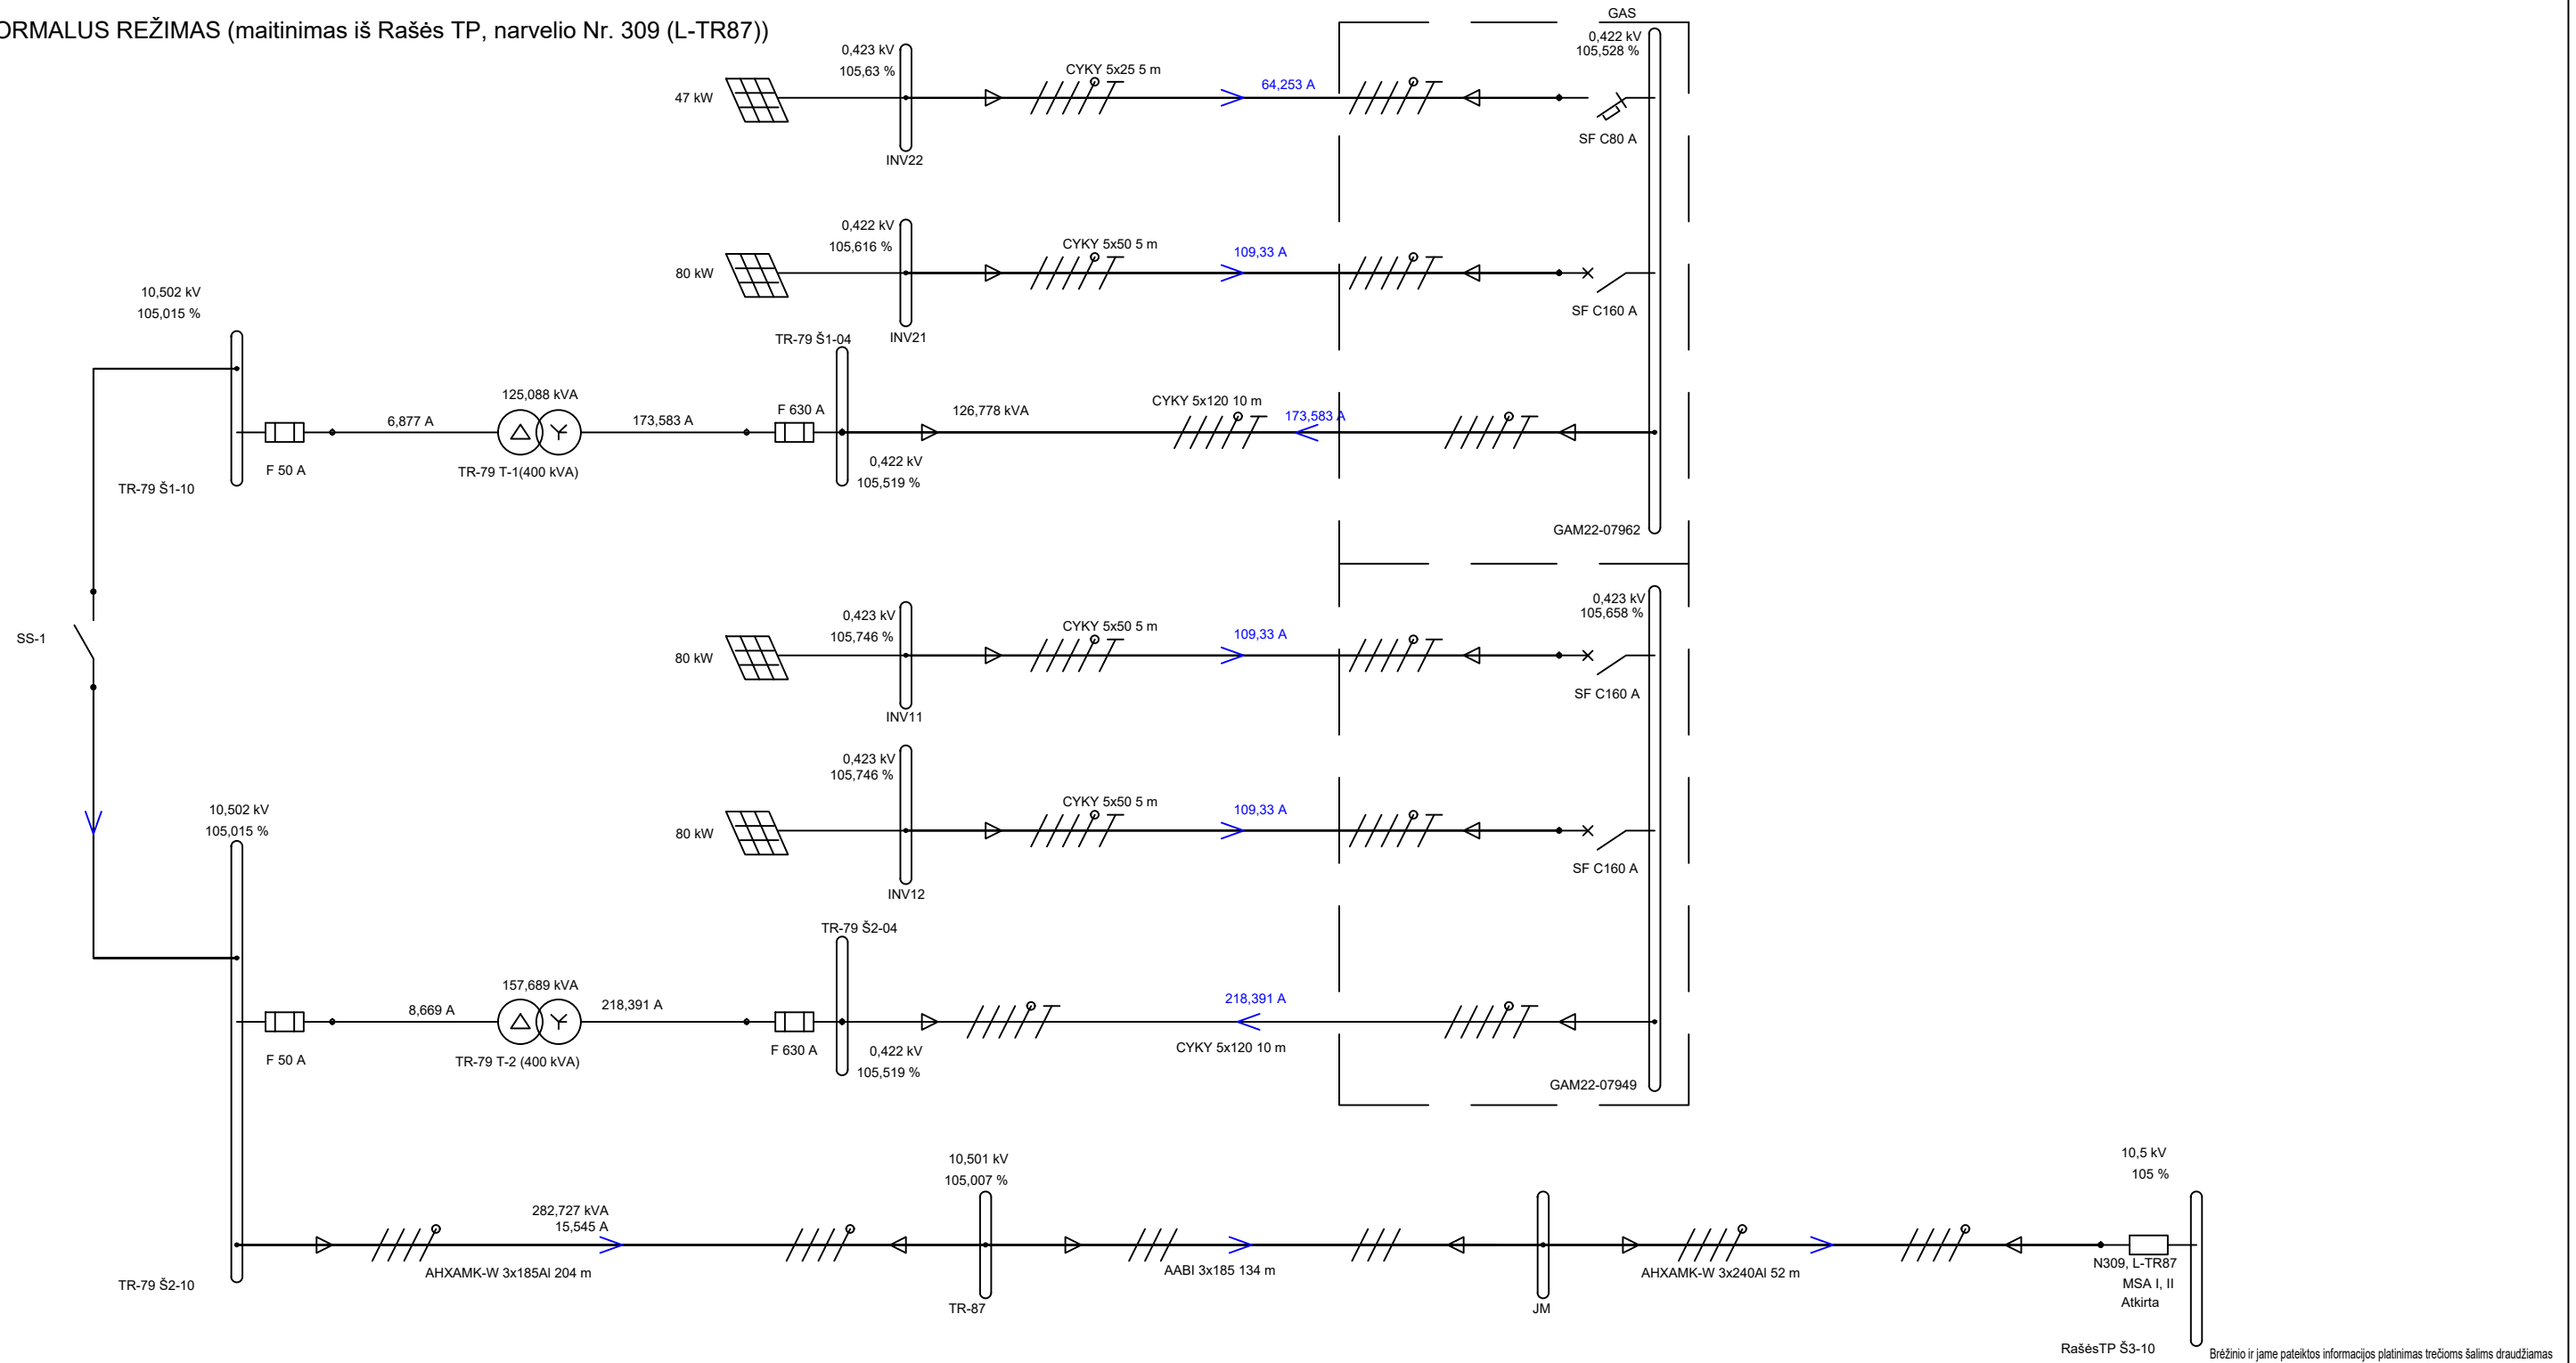 ORMALUS REŽIMAS (maitinimas iš Rašės TP, narvelio Nr. 309 (L-TR87))
GAS
0,422 kV
105,528 %
0,423 kV
105,63 %
CYKY 5x25 5 m
47 kW
64,253 A
SF C80 A
INV22
0,422 kV
105,616 %
CYKY 5x50 5 m
80 kW
109,33 A
SF C160 A
INV21
10,502 kV
105,015 %
TR-79 Š1-04
125,088 kVA
6,877 A
173,583 A
F 630 A
126,778 kVA
CYKY 5x120 10 m
173,583 A
F 50 A
TR-79 T-1(400 kVA)
0,422 kV
105,519 %
TR-79 Š1-10
GAM22-07962
SS-1
0,423 kV
105,746 %
CYKY 5x50 5 m
80 kW
109,33 A
0,423 kV
105,658 %
SF C160 A
INV11
0,423 kV
105,746 %
CYKY 5x50 5 m
80 kW
109,33 A
SF C160 A
INV12
10,502 kV
105,015 %
TR-79 Š2-04
157,689 kVA
8,669 A
218,391 A
218,391 A
F 50 A
TR-79 T-2 (400 kVA)
F 630 A
0,422 kV
105,519 %
CYKY 5x120 10 m
GAM22-07949
10,501 kV
105,007 %
10,5 kV
105 %
282,727 kVA
15,545 A
AHXAMK-W 3x185Al 204 m
AABl 3x185 134 m
AHXAMK-W 3x240Al 52 m
N309, L-TR87
MSA I, II
Atkirta
TR-79 Š2-10
TR-87
JM
RašėsTP Š3-10
Brėžinio ir jame pateiktos informacijos platinimas trečioms šalims draudžiamas